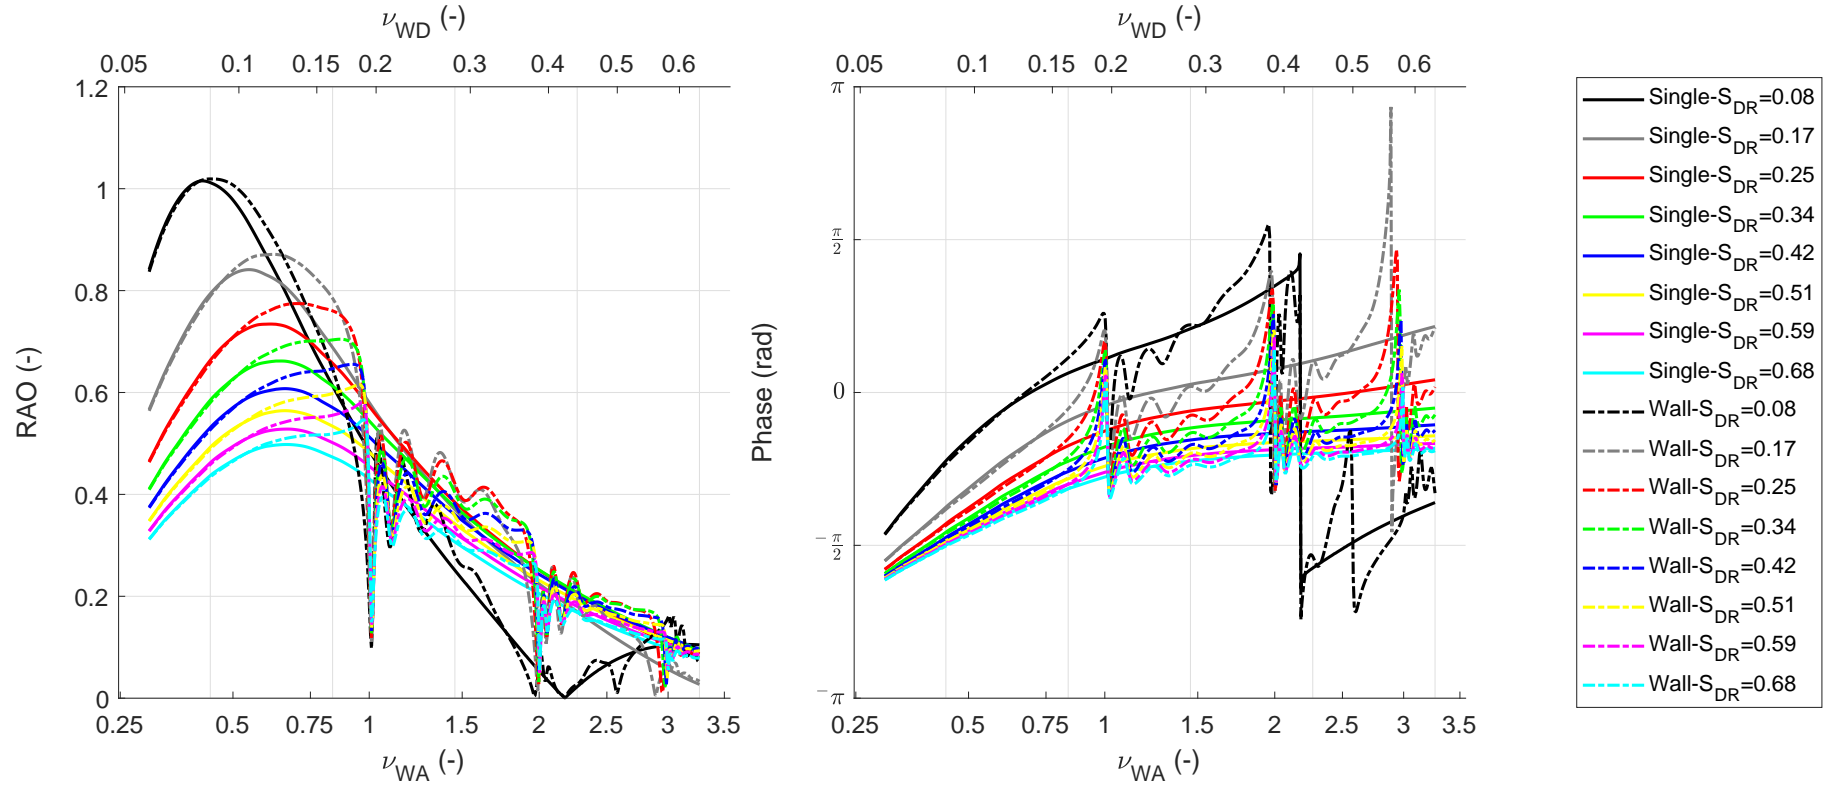 ν_WD (-)
0.05 0.1 0.15 0.2 0.3 0.4 0.5 0.6
1.2
1
0.8
0.6
0.4
0.2
0
RAO (-)
0.25 0.5 0.75 1 1.5 2 2.5 3 3.5
ν_WA (-)
ν_WD (-)
0.05 0.1 0.15 0.2 0.3 0.4 0.5 0.6
π
π/2
0
-π/2
-π
Phase (rad)
0.25 0.5 0.75 1 1.5 2 2.5 3 3.5
ν_WA (-)
Single-S_DR=0.08
Single-S_DR=0.17
Single-S_DR=0.25
Single-S_DR=0.34
Single-S_DR=0.42
Single-S_DR=0.51
Single-S_DR=0.59
Single-S_DR=0.68
Wall-S_DR=0.08
Wall-S_DR=0.17
Wall-S_DR=0.25
Wall-S_DR=0.34
Wall-S_DR=0.42
Wall-S_DR=0.51
Wall-S_DR=0.59
Wall-S_DR=0.68